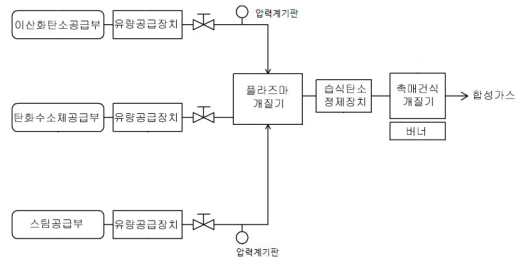 압력계기판
이산화탄소공급부
유량공급장치
플라즈마
개질기
습식탄소
정제장치
촉매건식
개질기
합성가스
탄화수소체공급부
유량공급장치
버너
스팀공급부
유량공급장치
압력계기판